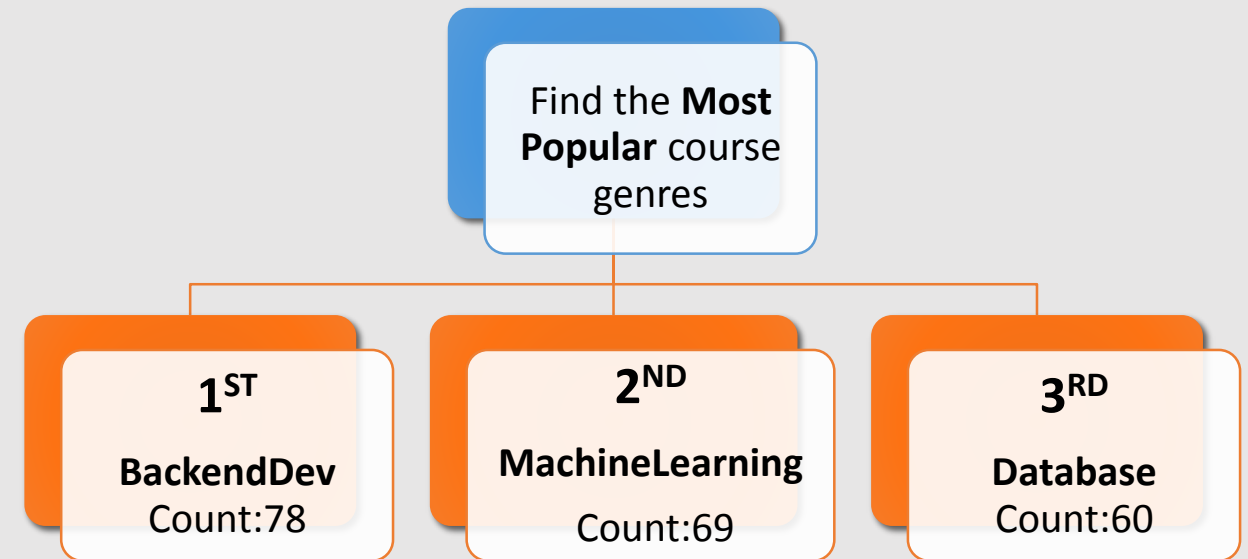 Find the Most
Popular course
genres
1ST
BackendDev
Count:78
2ND
MachineLearning
Count:69
3RD
Database
Count:60